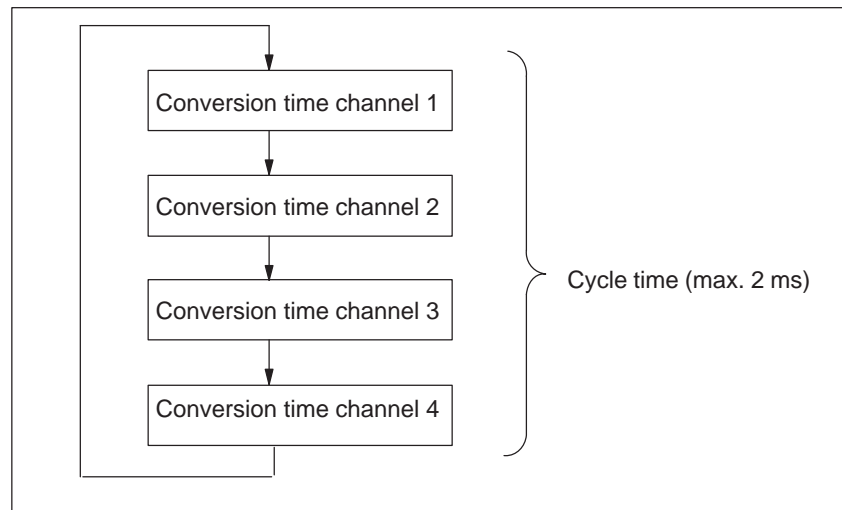 Conversion time channel 1
Conversion time channel 2
Conversion time channel 3
Conversion time channel 4
Cycle time (max. 2 ms)